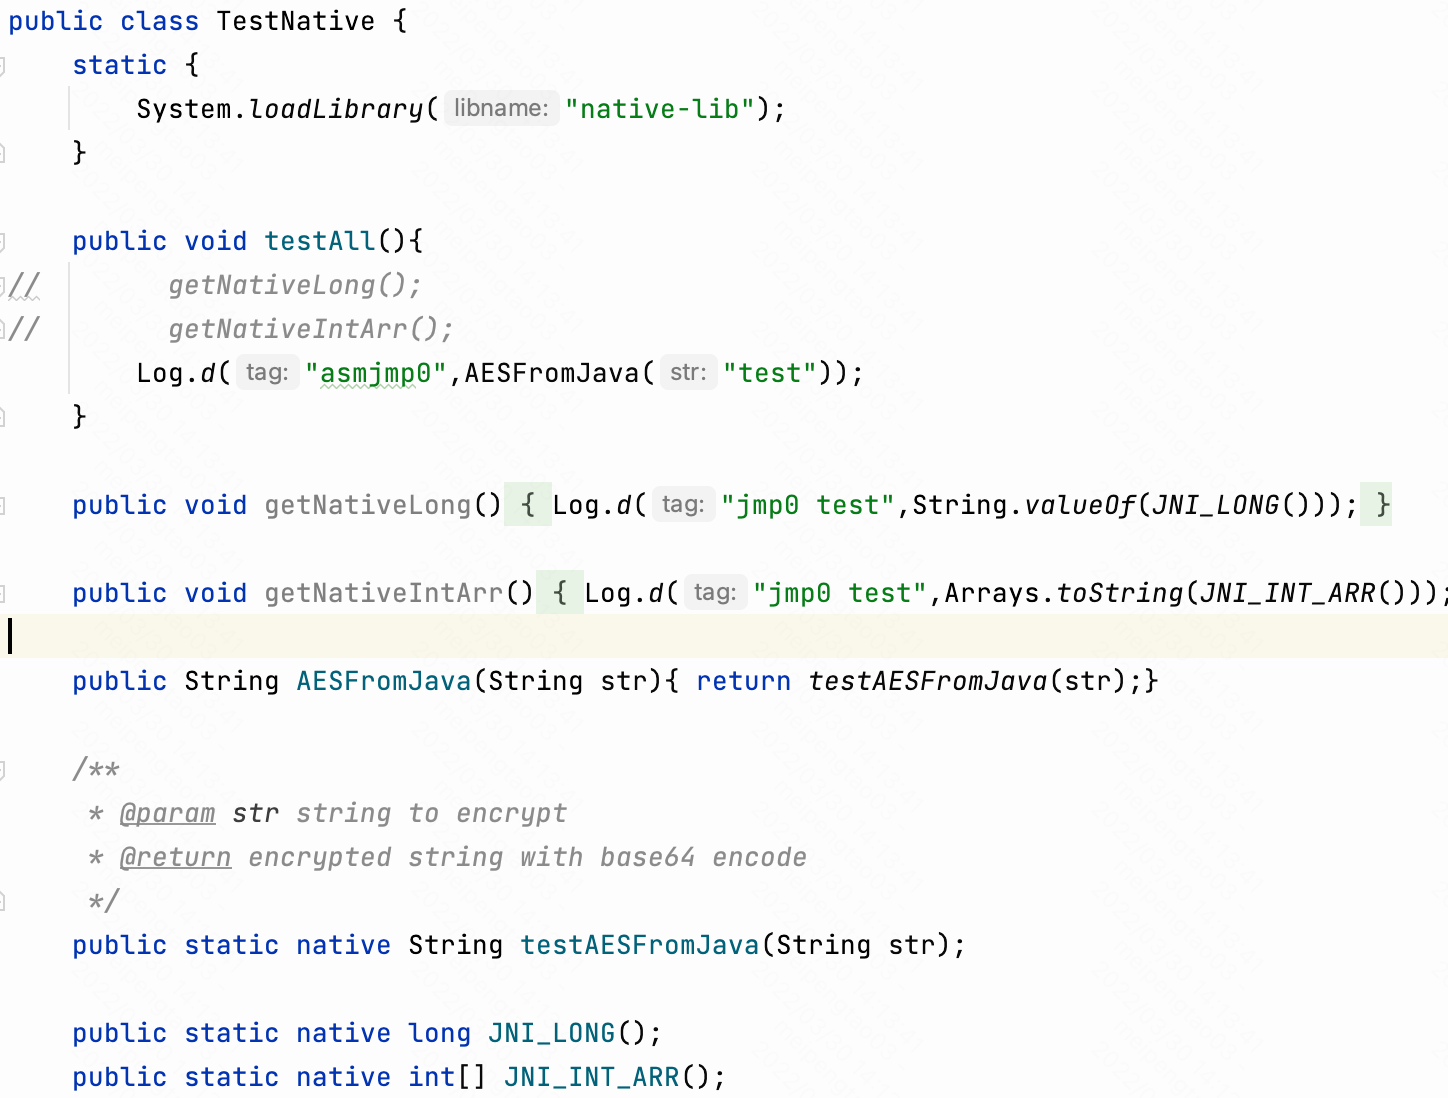 public class TestNative {
static {
System.loadLibrary( libname: "native-lib");
}
public void testAll(){
// getNativeLong();
// getNativeIntArr();
Log.d( tag: "asmjmp0",AESFromJava( str: "test"));
}
public void getNativeLong() { Log.d( tag: "jmp0 test",String.valueOf(JNI_LONG())); }
public void getNativeIntArr() { Log.d( tag: "jmp0 test",Arrays.toString(JNI_INT_ARR()));
public String AESFromJava(String str){ return testAESFromJava(str);}
/**
* @param str string to encrypt
* @return encrypted string with base64 encode
*/
public static native String testAESFromJava(String str);
public static native long JNI_LONG();
public static native int[] JNI_INT_ARR();